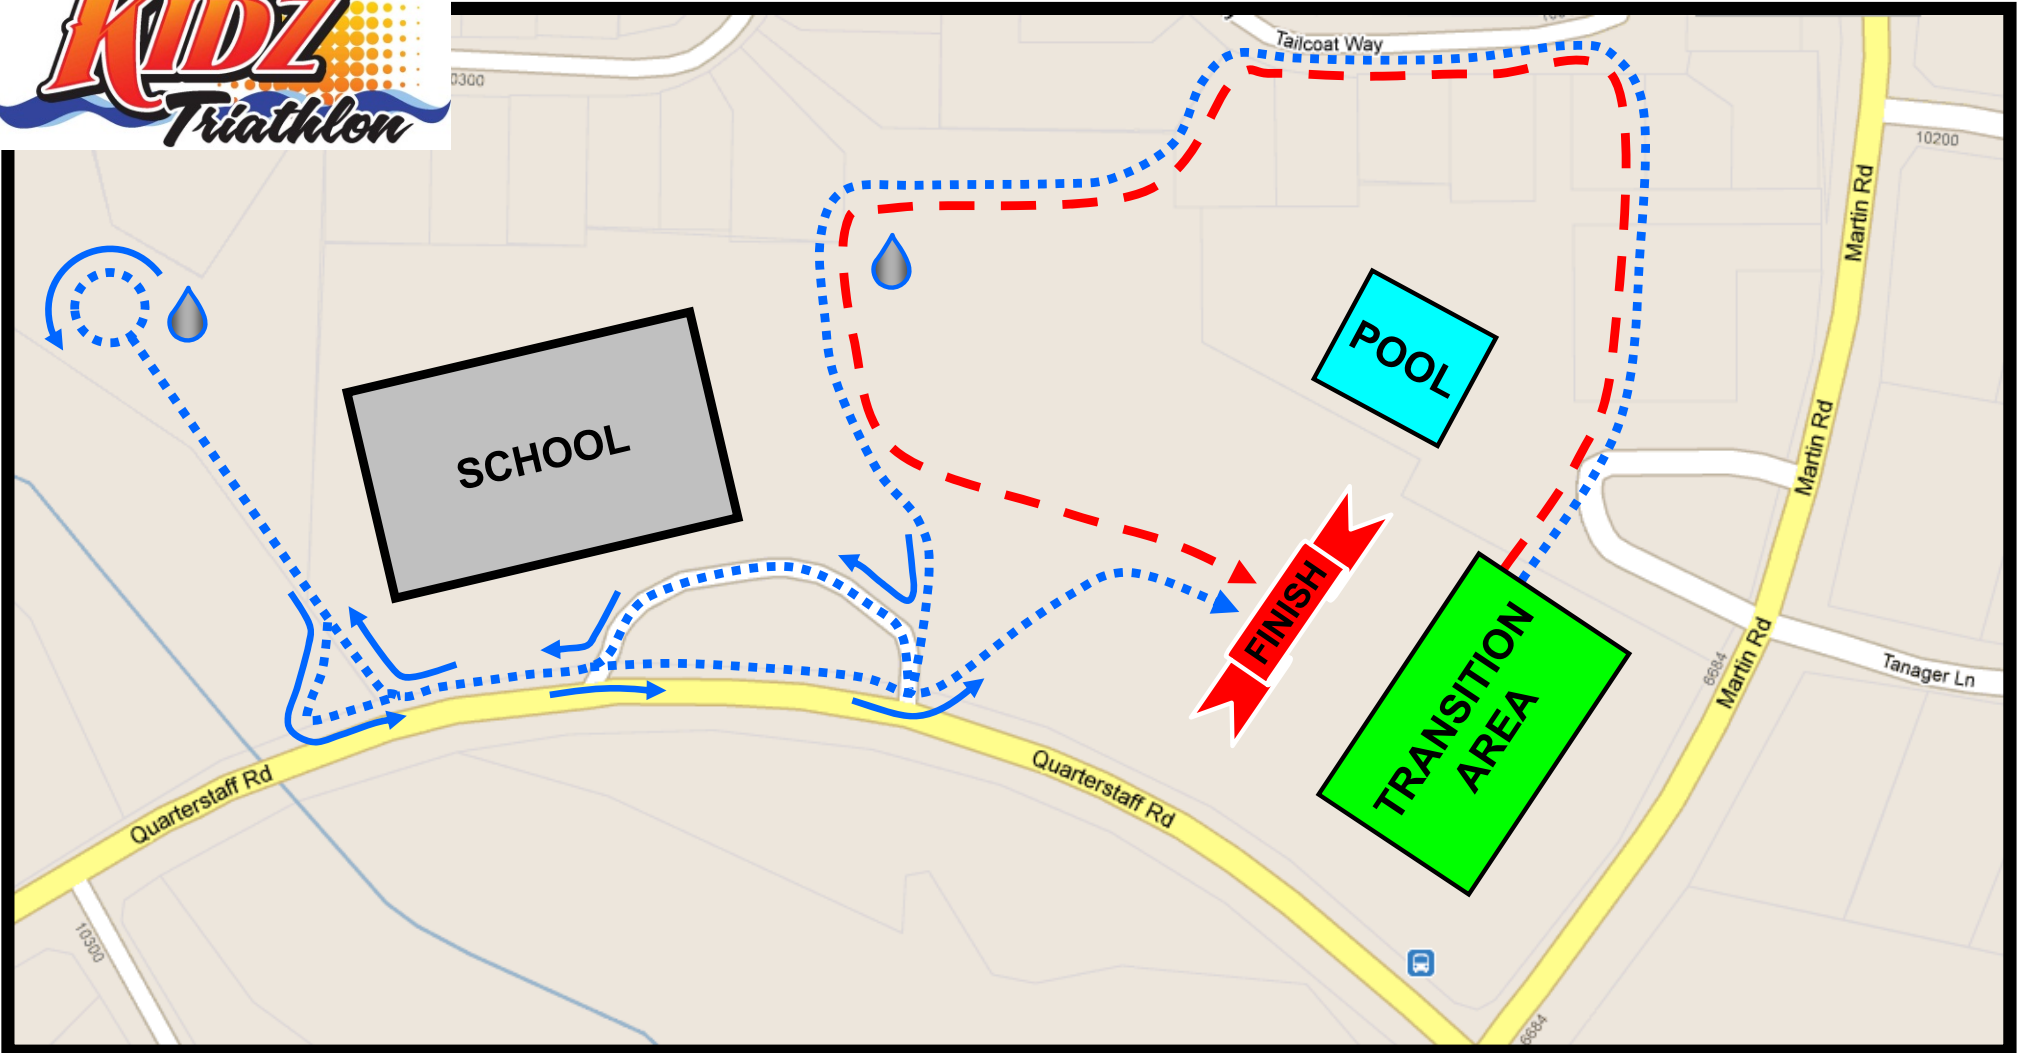 KIDZ
Triathlon
0300
Tailcoat Way
10200
Martin Rd
SCHOOL
POOL
Martin Rd
FINISH
TRANSITION
AREA
6684
Martin Rd
Tanager Ln
Quarterstaff Rd
Quarterstaff Rd
10300
6684